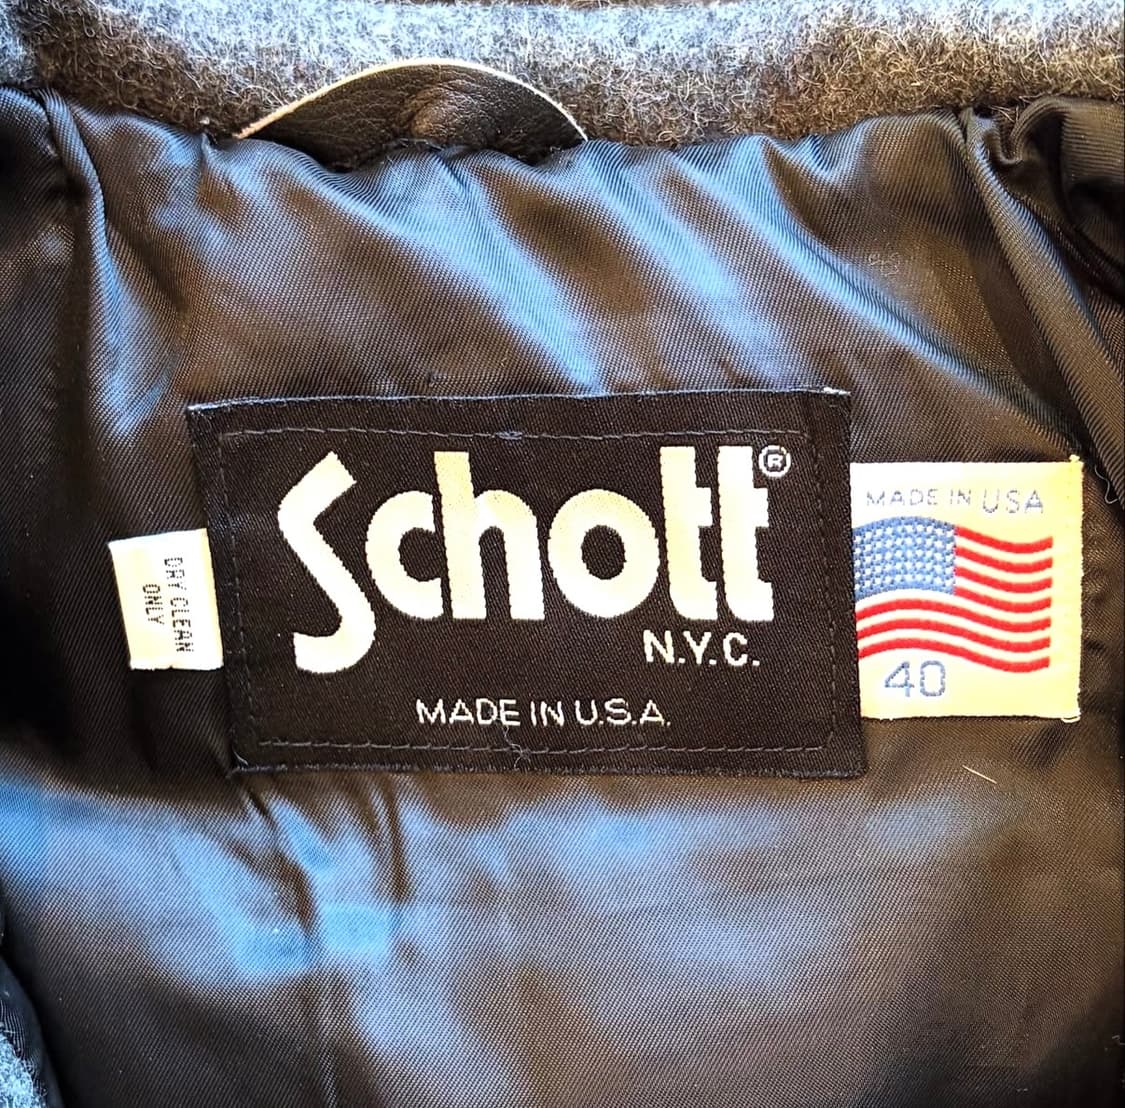 Schott®
N.Y.C.
MADE IN U.S.A.
MADE IN USA
40
DRY CLEAN
ONLY